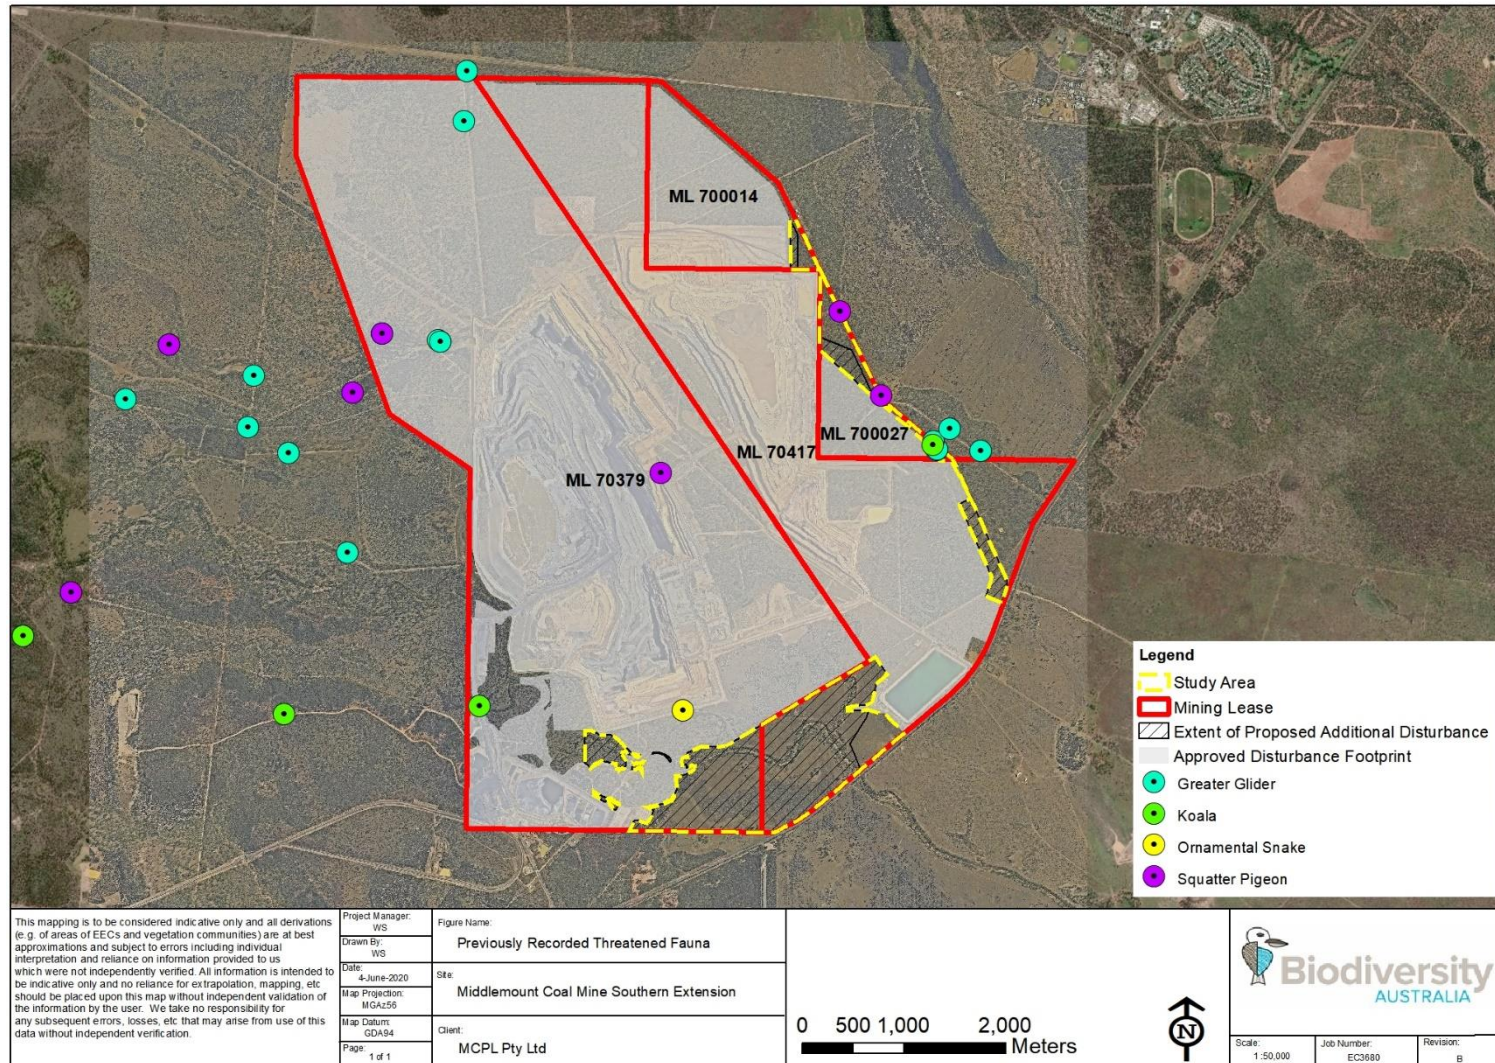 ML 700014
ML 700027
ML 70417
ML 70379
Legend
Study Area
Mining Lease
Extent of Proposed Additional Disturbance
Approved Disturbance Footprint
Greater Glider
Koala
Ornamental Snake
Squatter Pigeon
This mapping is to be considered indicative only and all derivations
(e.g. of areas of EECs and vegetation communities) are at best
approximations and subject to errors including individual
interpretation and reliance on information provided to us
which were not independently verified. All information is intended to
be indicative only and no reliance for extrapolation, mapping, etc
should be placed upon this map without independent validation of
the information by the user. We take no responsibility for
any subsequent errors, losses, etc that may arise from use of this
data without independent verification.
Project Manager:
WS
Drawn By:
WS
Date:
4-June-2020
Map Projection:
MGAz56
Map Datum:
GDA94
Page:
1 of 1
Figure Name:
Previously Recorded Threatened Fauna
Site:
Middlemount Coal Mine Southern Extension
Client:
MCPL Pty Ltd
0 500 1,000 2,000
Meters
N
Biodiversity
AUSTRALIA
Scale:
1:50,000
Job Number:
EC3680
Revision:
B